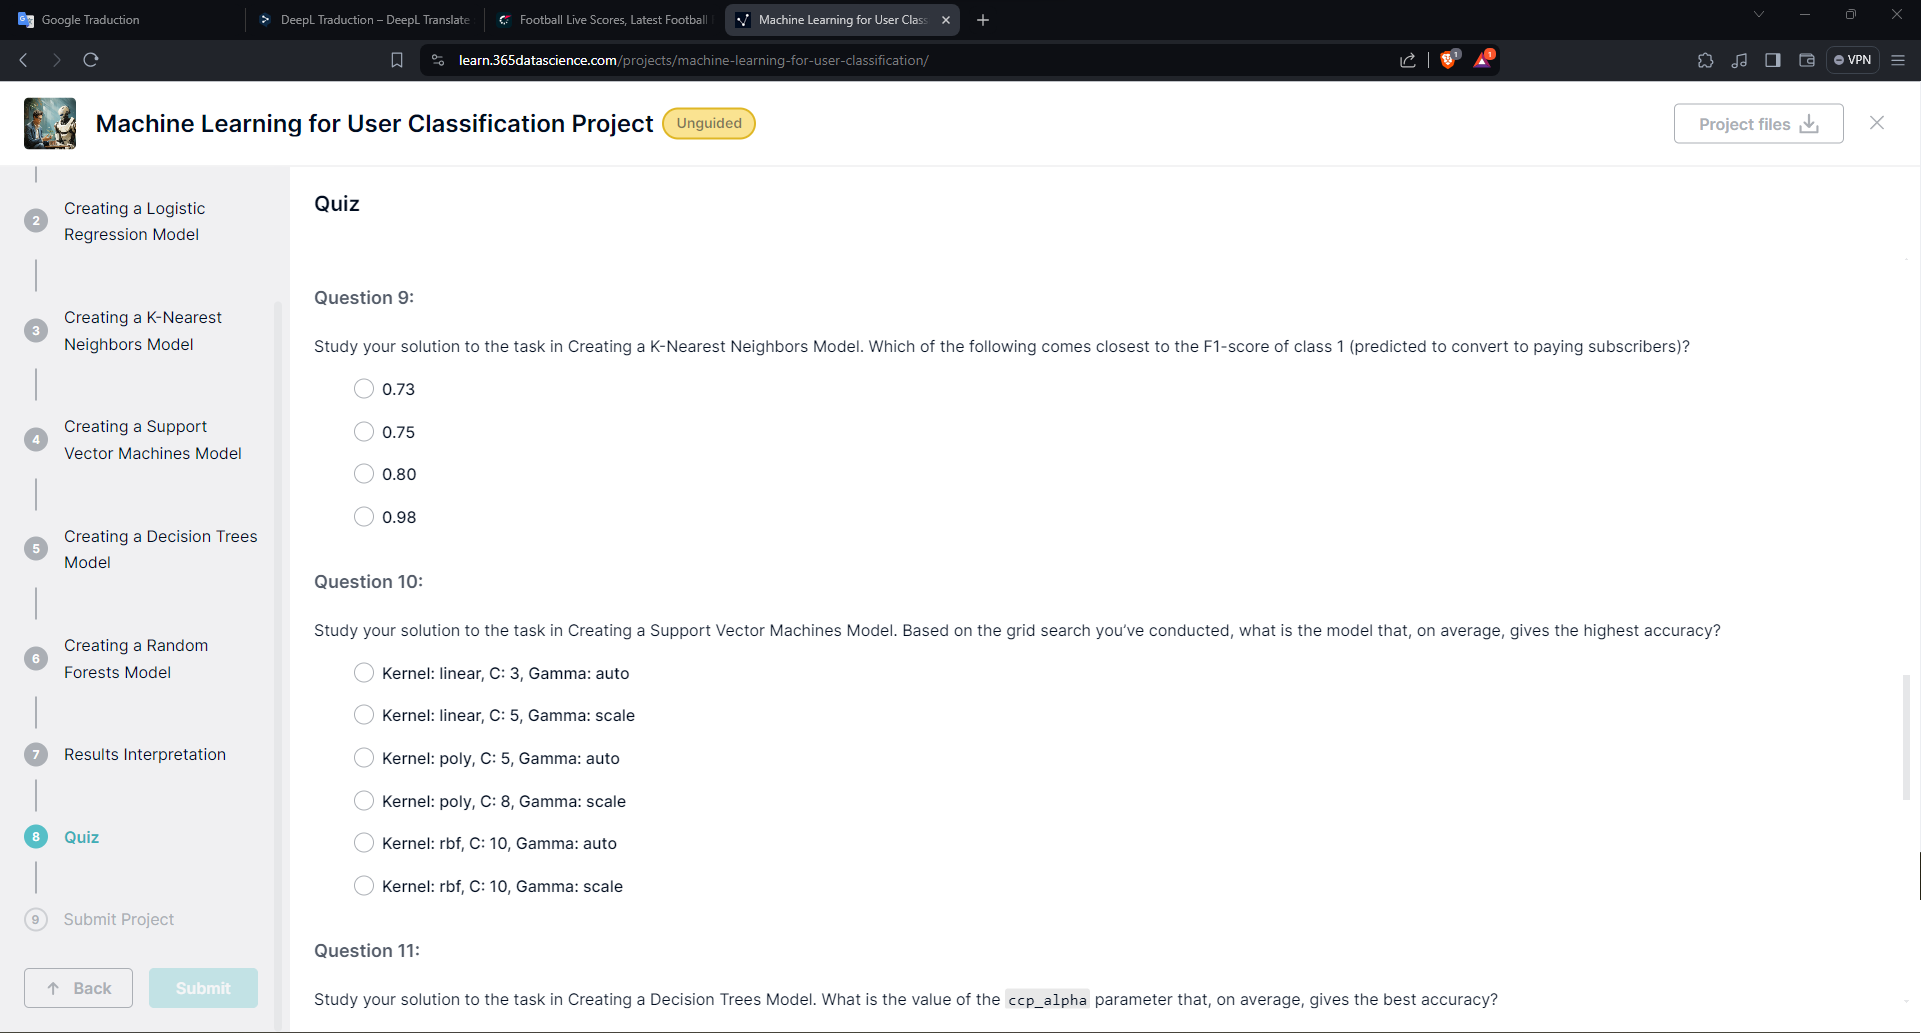 Google Traduction
DeepL Traduction – DeepL Translate
Football Live Scores, Latest Football
Machine Learning for User Class
learn.365datascience.com/projects/machine-learning-for-user-classification/
1
1
VPN
Machine Learning for User Classification Project
Unguided
Project files
2
Creating a Logistic
Regression Model
3
Creating a K-Nearest
Neighbors Model
4
Creating a Support
Vector Machines Model
5
Creating a Decision Trees
Model
6
Creating a Random
Forests Model
7
Results Interpretation
8
Quiz
9
Submit Project
Back
Submit
Quiz
Question 9:
Study your solution to the task in Creating a K-Nearest Neighbors Model. Which of the following comes closest to the F1-score of class 1 (predicted to convert to paying subscribers)?
0.73
0.75
0.80
0.98
Question 10:
Study your solution to the task in Creating a Support Vector Machines Model. Based on the grid search you’ve conducted, what is the model that, on average, gives the highest accuracy?
Kernel: linear, C: 3, Gamma: auto
Kernel: linear, C: 5, Gamma: scale
Kernel: poly, C: 5, Gamma: auto
Kernel: poly, C: 8, Gamma: scale
Kernel: rbf, C: 10, Gamma: auto
Kernel: rbf, C: 10, Gamma: scale
Question 11:
Study your solution to the task in Creating a Decision Trees Model. What is the value of the ccp_alpha parameter that, on average, gives the best accuracy?